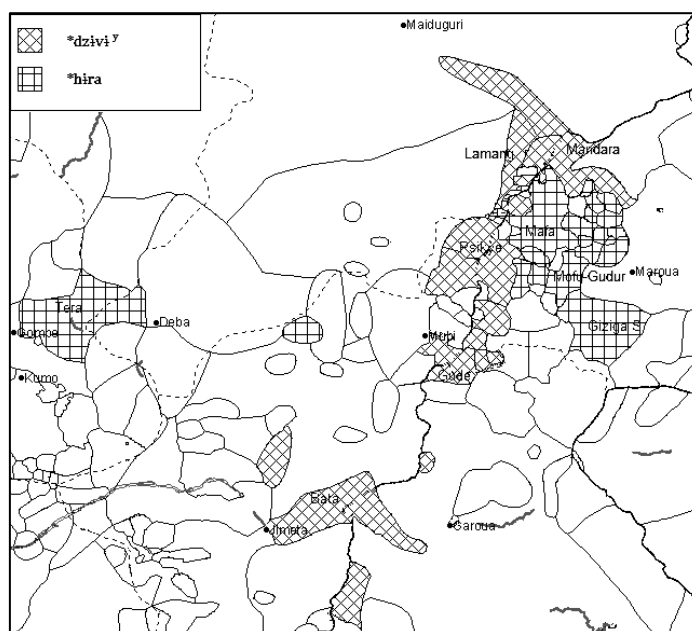 *dzɨvɨ ʸ
*hɨra
Maiduguri
Lamang
Mandara
Mafa
Psikye
Mofu-Gudur
Maroua
Tera
Deba
Gombe
Giziga S.
Mubi
Gude
Kumo
Bata
Jimeta
Garoua